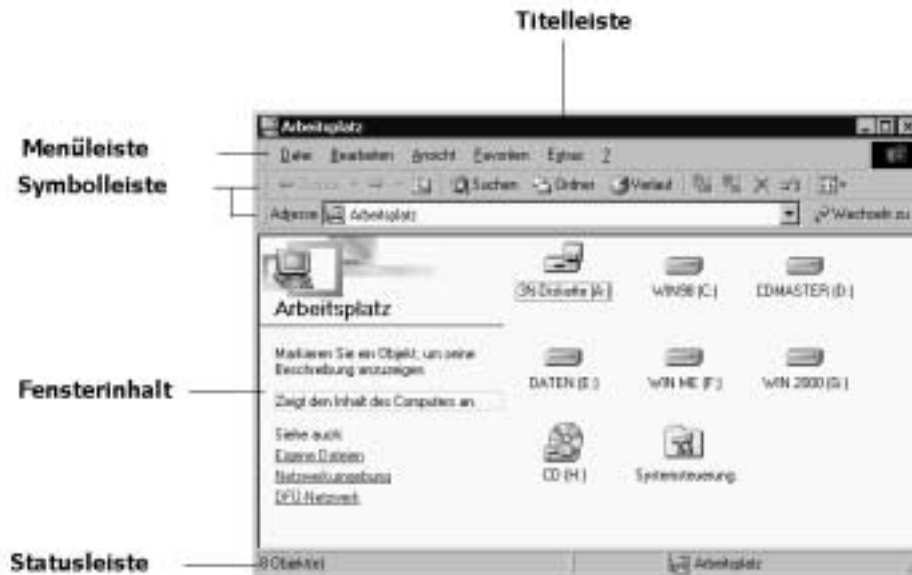 Titelleiste
Menüleiste
Symbolleiste
Fensterinhalt
Statusleiste
Arbeitsplatz
Datei Bearbeiten Ansicht Favoriten Extras ?
Suchen Ordner Verlauf
Adresse Arbeitsplatz Wechseln zu
Arbeitsplatz
Markieren Sie ein Objekt, um seine
Beschreibung anzuzeigen.
Zeigt den Inhalt des Computers an
Siehe auch:
Eigene Dateien
Netzwerkumgebung
DFÜ-Netzwerk
3½-Diskette (A:)
WIN98 (C:)
CDMASTER (D:)
DATEN (E:)
WIN ME (F:)
WIN 2000 (G:)
CD (H:)
Systemsteuerung
8 Objekt(e) Arbeitsplatz